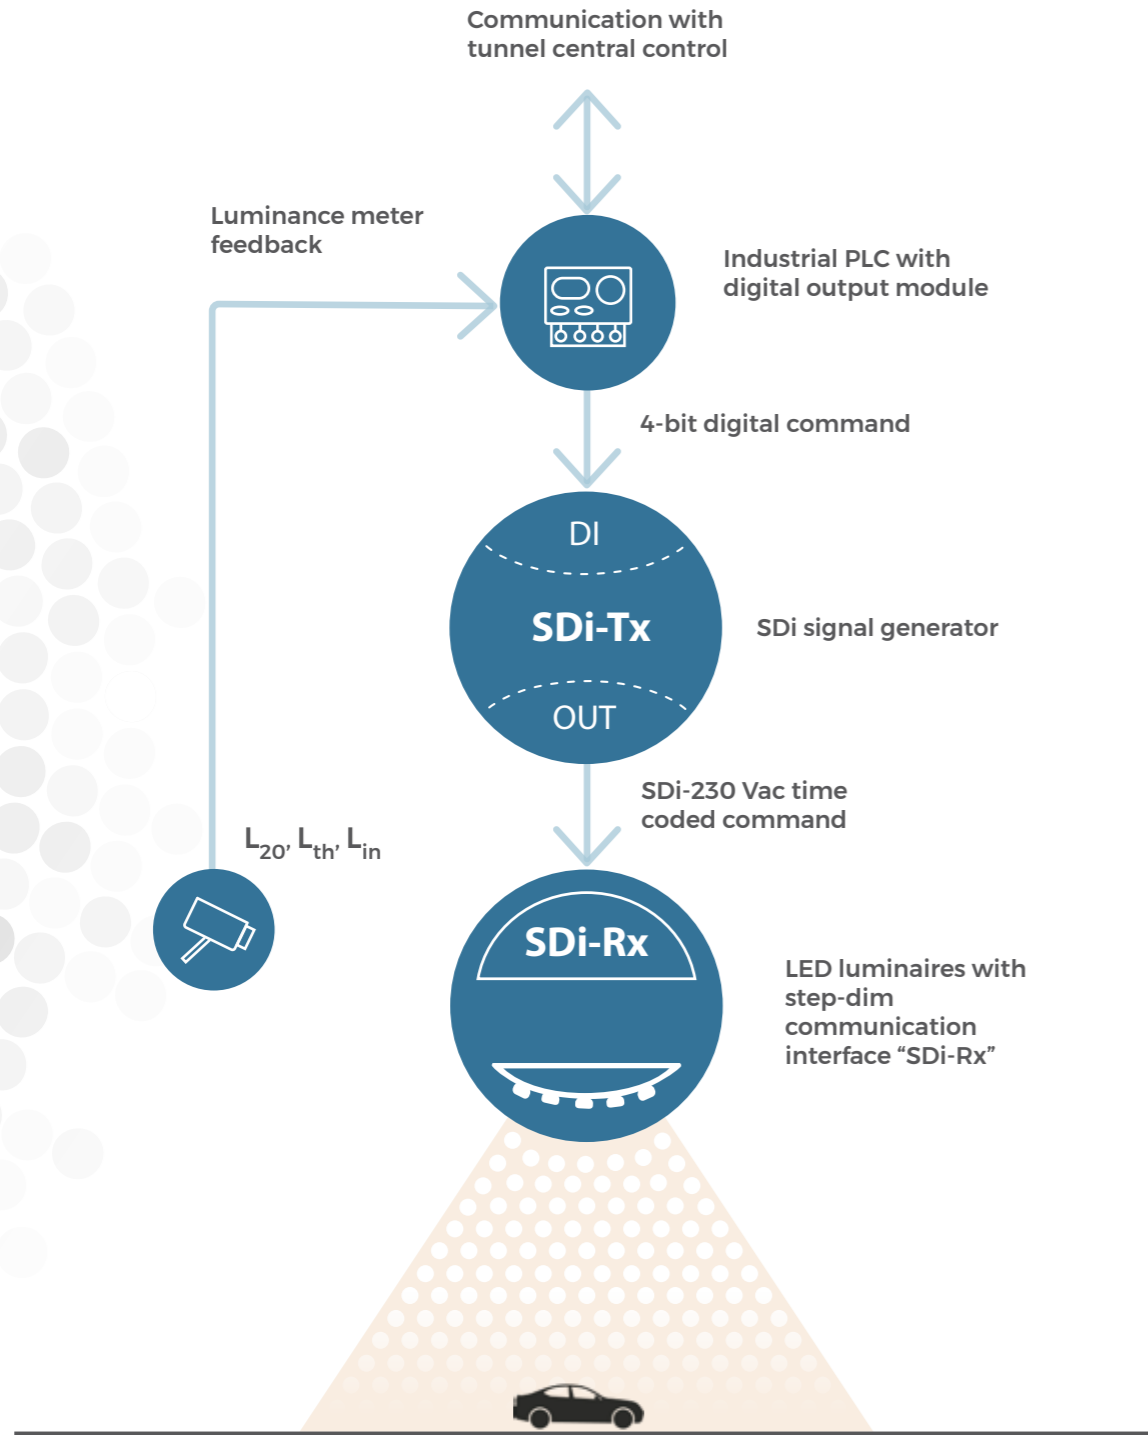 Communication with
tunnel central control
Luminance meter
feedback
Industrial PLC with
digital output module
4-bit digital command
DI
SDi-Tx
SDi signal generator
OUT
SDi-230 Vac time
coded command
L20, Lth, Lin
SDi-Rx
LED luminaires with
step-dim
communication
interface “SDi-Rx”